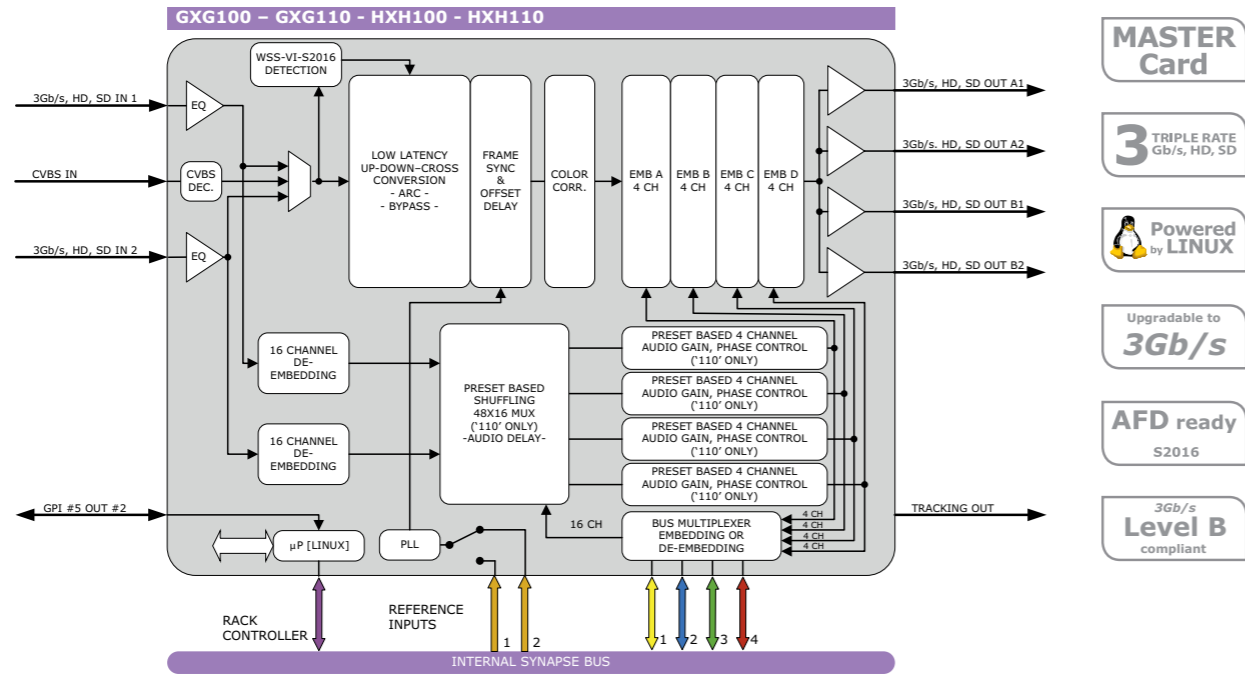 GXG100 – GXG110 - HXH100 - HXH110
WSS-VI-S2016
DETECTION
3Gb/s, HD, SD IN 1
EQ
CVBS IN
CVBS
DEC.
3Gb/s, HD, SD IN 2
EQ
LOW LATENCY
UP-DOWN–CROSS
CONVERSION
- ARC -
- BYPASS -
FRAME
SYNC
&
OFFSET
DELAY
COLOR
CORR.
EMB A
4 CH
EMB B
4 CH
EMB C
4 CH
EMB D
4 CH
3Gb/s, HD, SD OUT A1
3Gb/s. HD, SD OUT A2
3Gb/s, HD, SD OUT B1
3Gb/s, HD, SD OUT B2
16 CHANNEL
DE-
EMBEDDING
16 CHANNEL
DE-
EMBEDDING
PRESET BASED
SHUFFLING
48X16 MUX
(‘110’ ONLY)
-AUDIO DELAY-
PRESET BASED 4 CHANNEL
AUDIO GAIN, PHASE CONTROL
(‘110’ ONLY)
PRESET BASED 4 CHANNEL
AUDIO GAIN, PHASE CONTROL
(‘110’ ONLY)
PRESET BASED 4 CHANNEL
AUDIO GAIN, PHASE CONTROL
(‘110’ ONLY)
PRESET BASED 4 CHANNEL
AUDIO GAIN, PHASE CONTROL
(‘110’ ONLY)
GPI #5 OUT #2
µP [LINUX]
PLL
16 CH
BUS MULTIPLEXER
EMBEDDING OR
DE-EMBEDDING
4 CH
4 CH
4 CH
4 CH
TRACKING OUT
RACK
CONTROLLER
REFERENCE
INPUTS
1
2
1
2
3
4
INTERNAL SYNAPSE BUS
MASTER
Card
3 TRIPLE RATE
Gb/s, HD, SD
Powered
by LINUX
Upgradable to
3Gb/s
AFD ready
S2016
3Gb/s
Level B
compliant